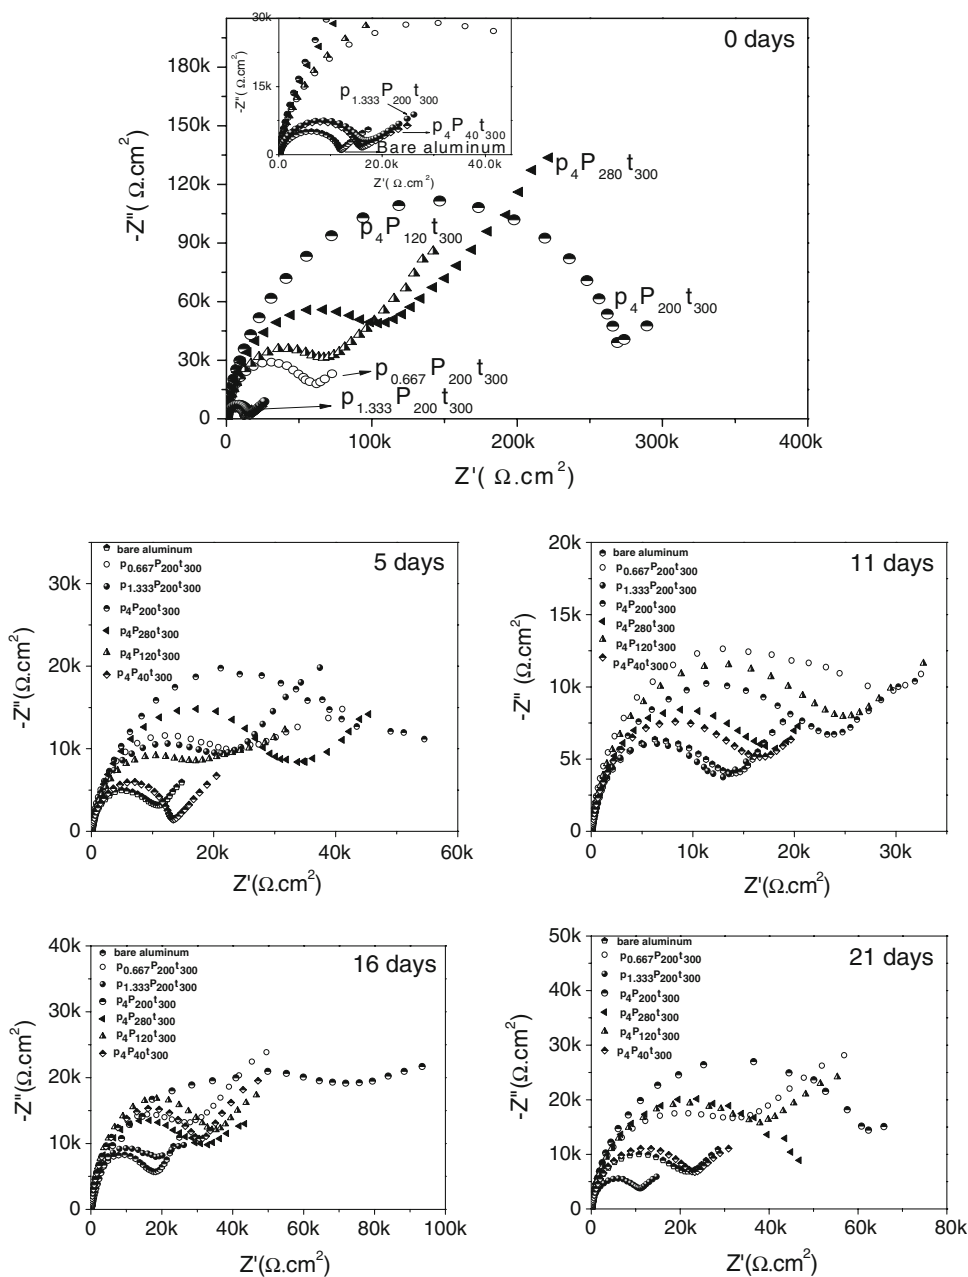 0 days
-Z"( Ω.cm²)
180k
150k
120k
90k
60k
30k
0
0
100k
200k
300k
400k
Z'( Ω.cm²)
-Z"( Ω.cm²)
30k
15k
0
0.0
20.0k
40.0k
Z'( Ω.cm²)
p1.333P200t300
p4P40t300
Bare aluminum
p4P280t300
p4P120t300
p4P200t300
p0.667P200t300
p1.333P200t300
5 days
bare aluminum
p0.667P200t300
p1.333P200t300
p4P200t300
p4P280t300
p4P120t300
p4P40t300
-Z"(Ω.cm²)
30k
20k
10k
0
0
20k
40k
60k
Z'(Ω.cm²)
11 days
bare aluminum
p0.667P200t300
p1.333P200t300
p4P200t300
p4P280t300
p4P120t300
p4P40t300
-Z" (Ω.cm²)
20k
15k
10k
5k
0
0
10k
20k
30k
Z'(Ω.cm²)
16 days
bare aluminum
p0.667P200t300
p1.333P200t300
p4P200t300
p4P280t300
p4P120t300
p4P40t300
-Z"(Ω.cm²)
40k
30k
20k
10k
0
0
20k
40k
60k
80k
100k
Z'(Ω.cm²)
21 days
bare aluminum
p0.667P200t300
p1.333P200t300
p4P200t300
p4P280t300
p4P120t300
p4P40t300
-Z"(Ω.cm²)
50k
40k
30k
20k
10k
0
0
20k
40k
60k
80k
Z'(Ω.cm²)